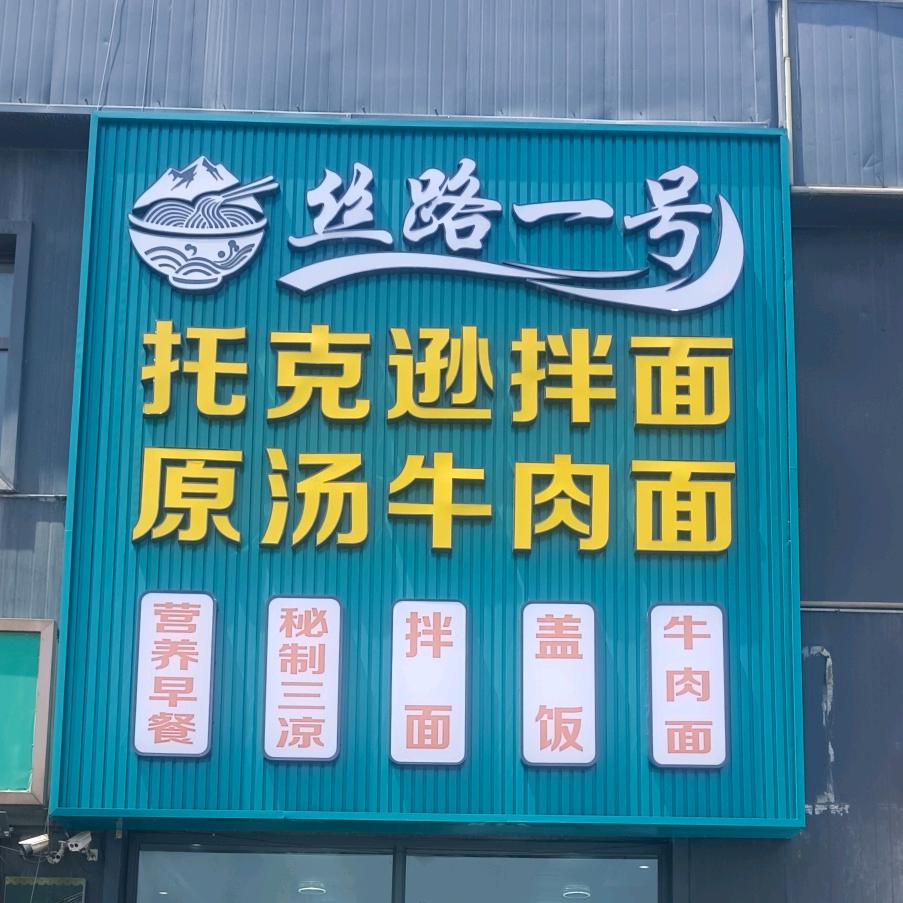 丝路一号
托克逊拌面
原汤牛肉面
营养早餐
秘制三凉
拌面
盖饭
牛肉面